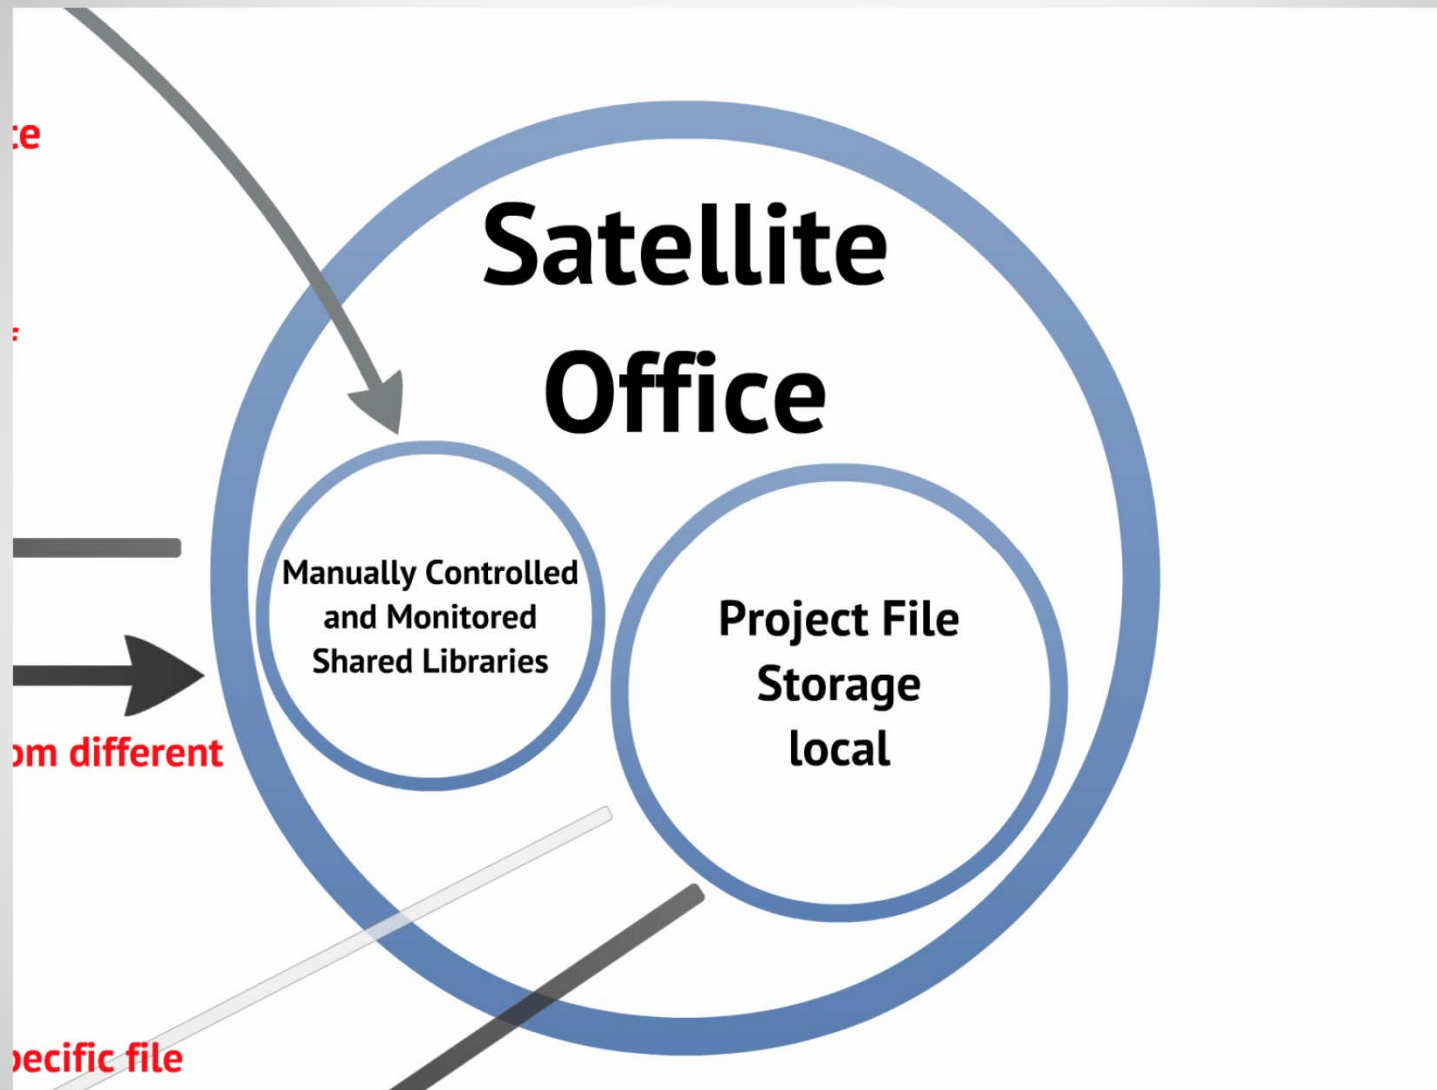 Satellite
Office
Manually Controlled
and Monitored
Shared Libraries
Project File
Storage
local
different
file